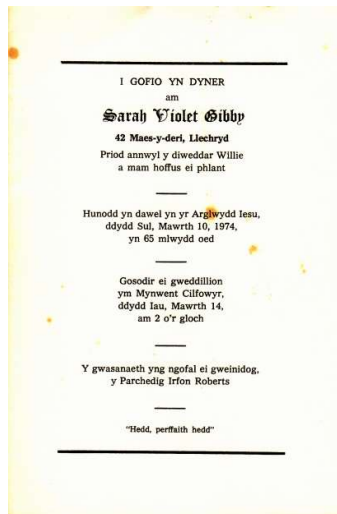 I GOFIO YN DYNER
am
Sarah Violet Gibby
42 Maes-y-deri, Llechryd
Priod annwyl y diweddar Willie
a mam hoffus ei phlant
Hunodd yn dawel yn yr Arglwydd Iesu,
ddydd Sul, Mawrth 10, 1974,
yn 65 mlwydd oed
Gosodir ei gweddillion
ym Mynwent Cilfowyr,
ddydd Iau, Mawrth 14,
am 2 o'r gloch
Y gwasanaeth yng ngofal ei gweinidog,
y Parchedig Irfon Roberts
"Hedd, perffaith hedd"